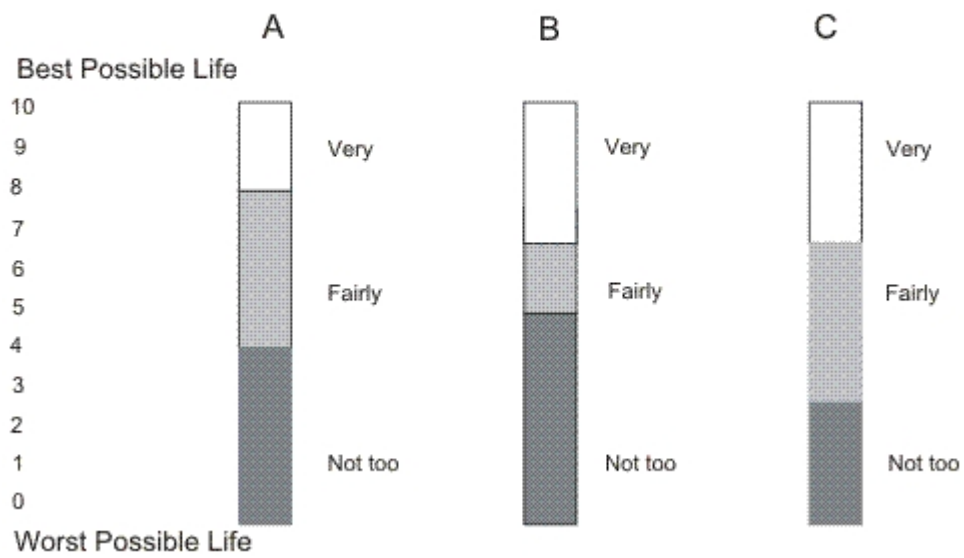 A B C
Best Possible Life
10
9 Very Very Very
8
7
6
Fairly Fairly Fairly
5
4
3
2
1 Not too Not too Not too
0
Worst Possible Life